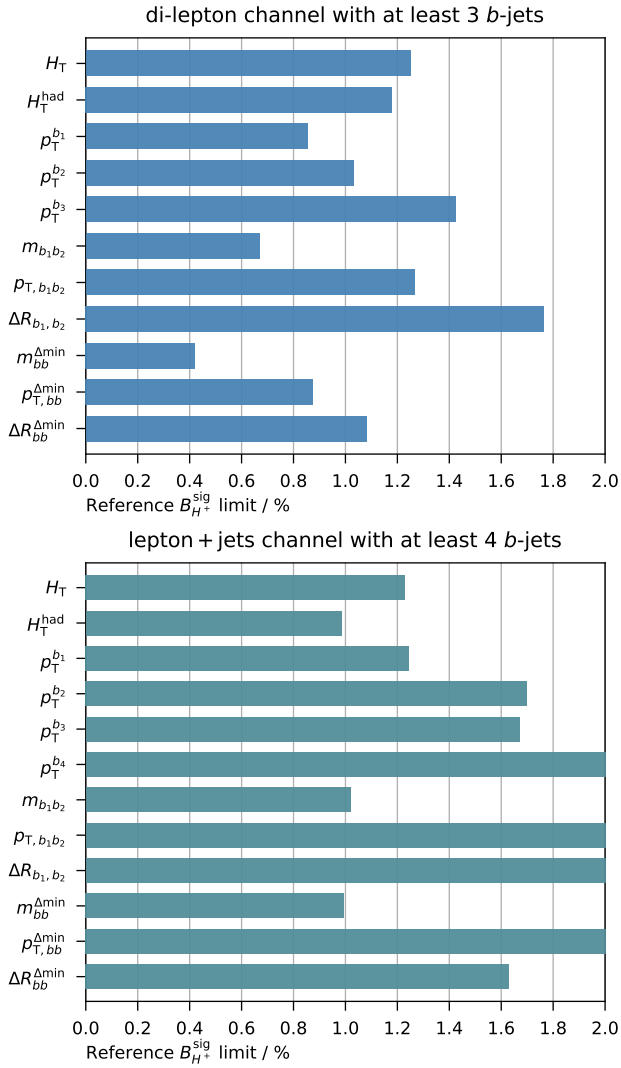 di-lepton channel with at least 3 b-jets
H_T
H_T^had
p_T^{b_1}
p_T^{b_2}
p_T^{b_3}
m_{b_1b_2}
p_{T, b_1b_2}
ΔR_{b_1, b_2}
m_{bb}^{Δmin}
p_{T, bb}^{Δmin}
ΔR_{bb}^{Δmin}
0.0 0.2 0.4 0.6 0.8 1.0 1.2 1.4 1.6 1.8 2.0
Reference B_{H^+}^{sig} limit / %
lepton + jets channel with at least 4 b-jets
H_T
H_T^had
p_T^{b_1}
p_T^{b_2}
p_T^{b_3}
p_T^{b_4}
m_{b_1b_2}
p_{T, b_1b_2}
ΔR_{b_1, b_2}
m_{bb}^{Δmin}
p_{T, bb}^{Δmin}
ΔR_{bb}^{Δmin}
0.0 0.2 0.4 0.6 0.8 1.0 1.2 1.4 1.6 1.8 2.0
Reference B_{H^+}^{sig} limit / %